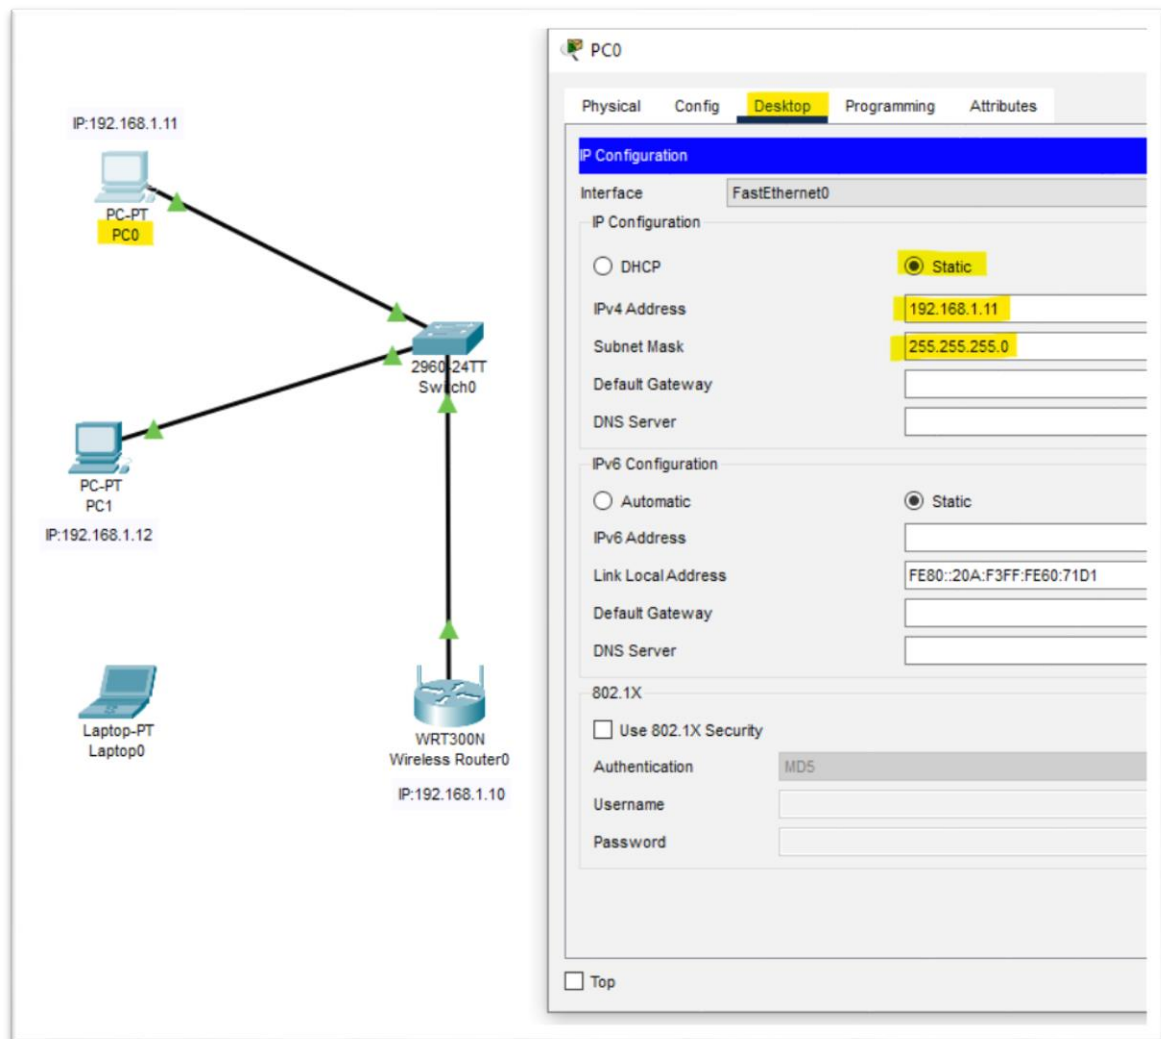 IP:192.168.1.11
PC-PT
PC0
2960-24TT
Switch0
PC-PT
PC1
IP:192.168.1.12
Laptop-PT
Laptop0
WRT300N
Wireless Router0
IP:192.168.1.10
PC0
Physical Config Desktop Programming Attributes
IP Configuration
Interface FastEthernet0
IP Configuration
DHCP Static
IPv4 Address 192.168.1.11
Subnet Mask 255.255.255.0
Default Gateway
DNS Server
IPv6 Configuration
Automatic Static
IPv6 Address
Link Local Address FE80::20A:F3FF:FE60:71D1
Default Gateway
DNS Server
802.1X
Use 802.1X Security
Authentication MD5
Username
Password
Top